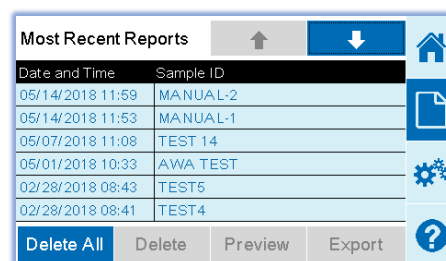 Most Recent Reports
Date and Time Sample ID
05/14/2018 11:59 MANUAL-2
05/14/2018 11:53 MANUAL-1
05/07/2018 11:08 TEST 14
05/01/2018 10:33 AWA TEST
02/28/2018 08:43 TEST5
02/28/2018 08:41 TEST4
Delete All Delete Preview Export ?